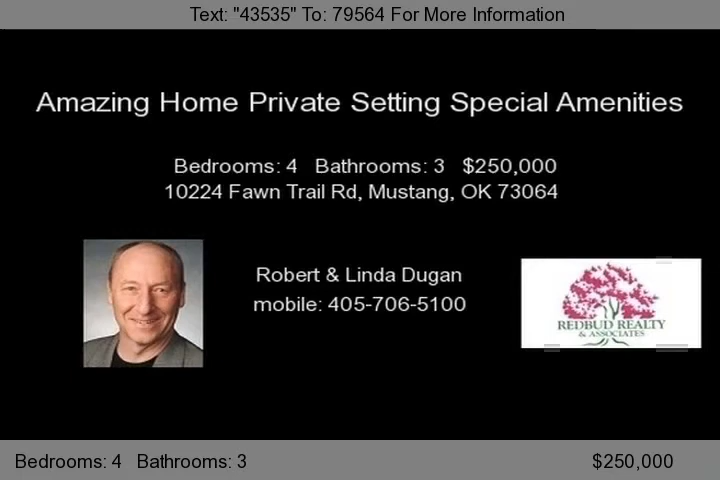 Text: "43535" To: 79564 For More Information
Amazing Home Private Setting Special Amenities
Bedrooms: 4 Bathrooms: 3 $250,000
10224 Fawn Trail Rd, Mustang, OK 73064
Robert & Linda Dugan
mobile: 405-706-5100
REDBUD REALTY
& ASSOCIATES
Bedrooms: 4 Bathrooms: 3 $250,000